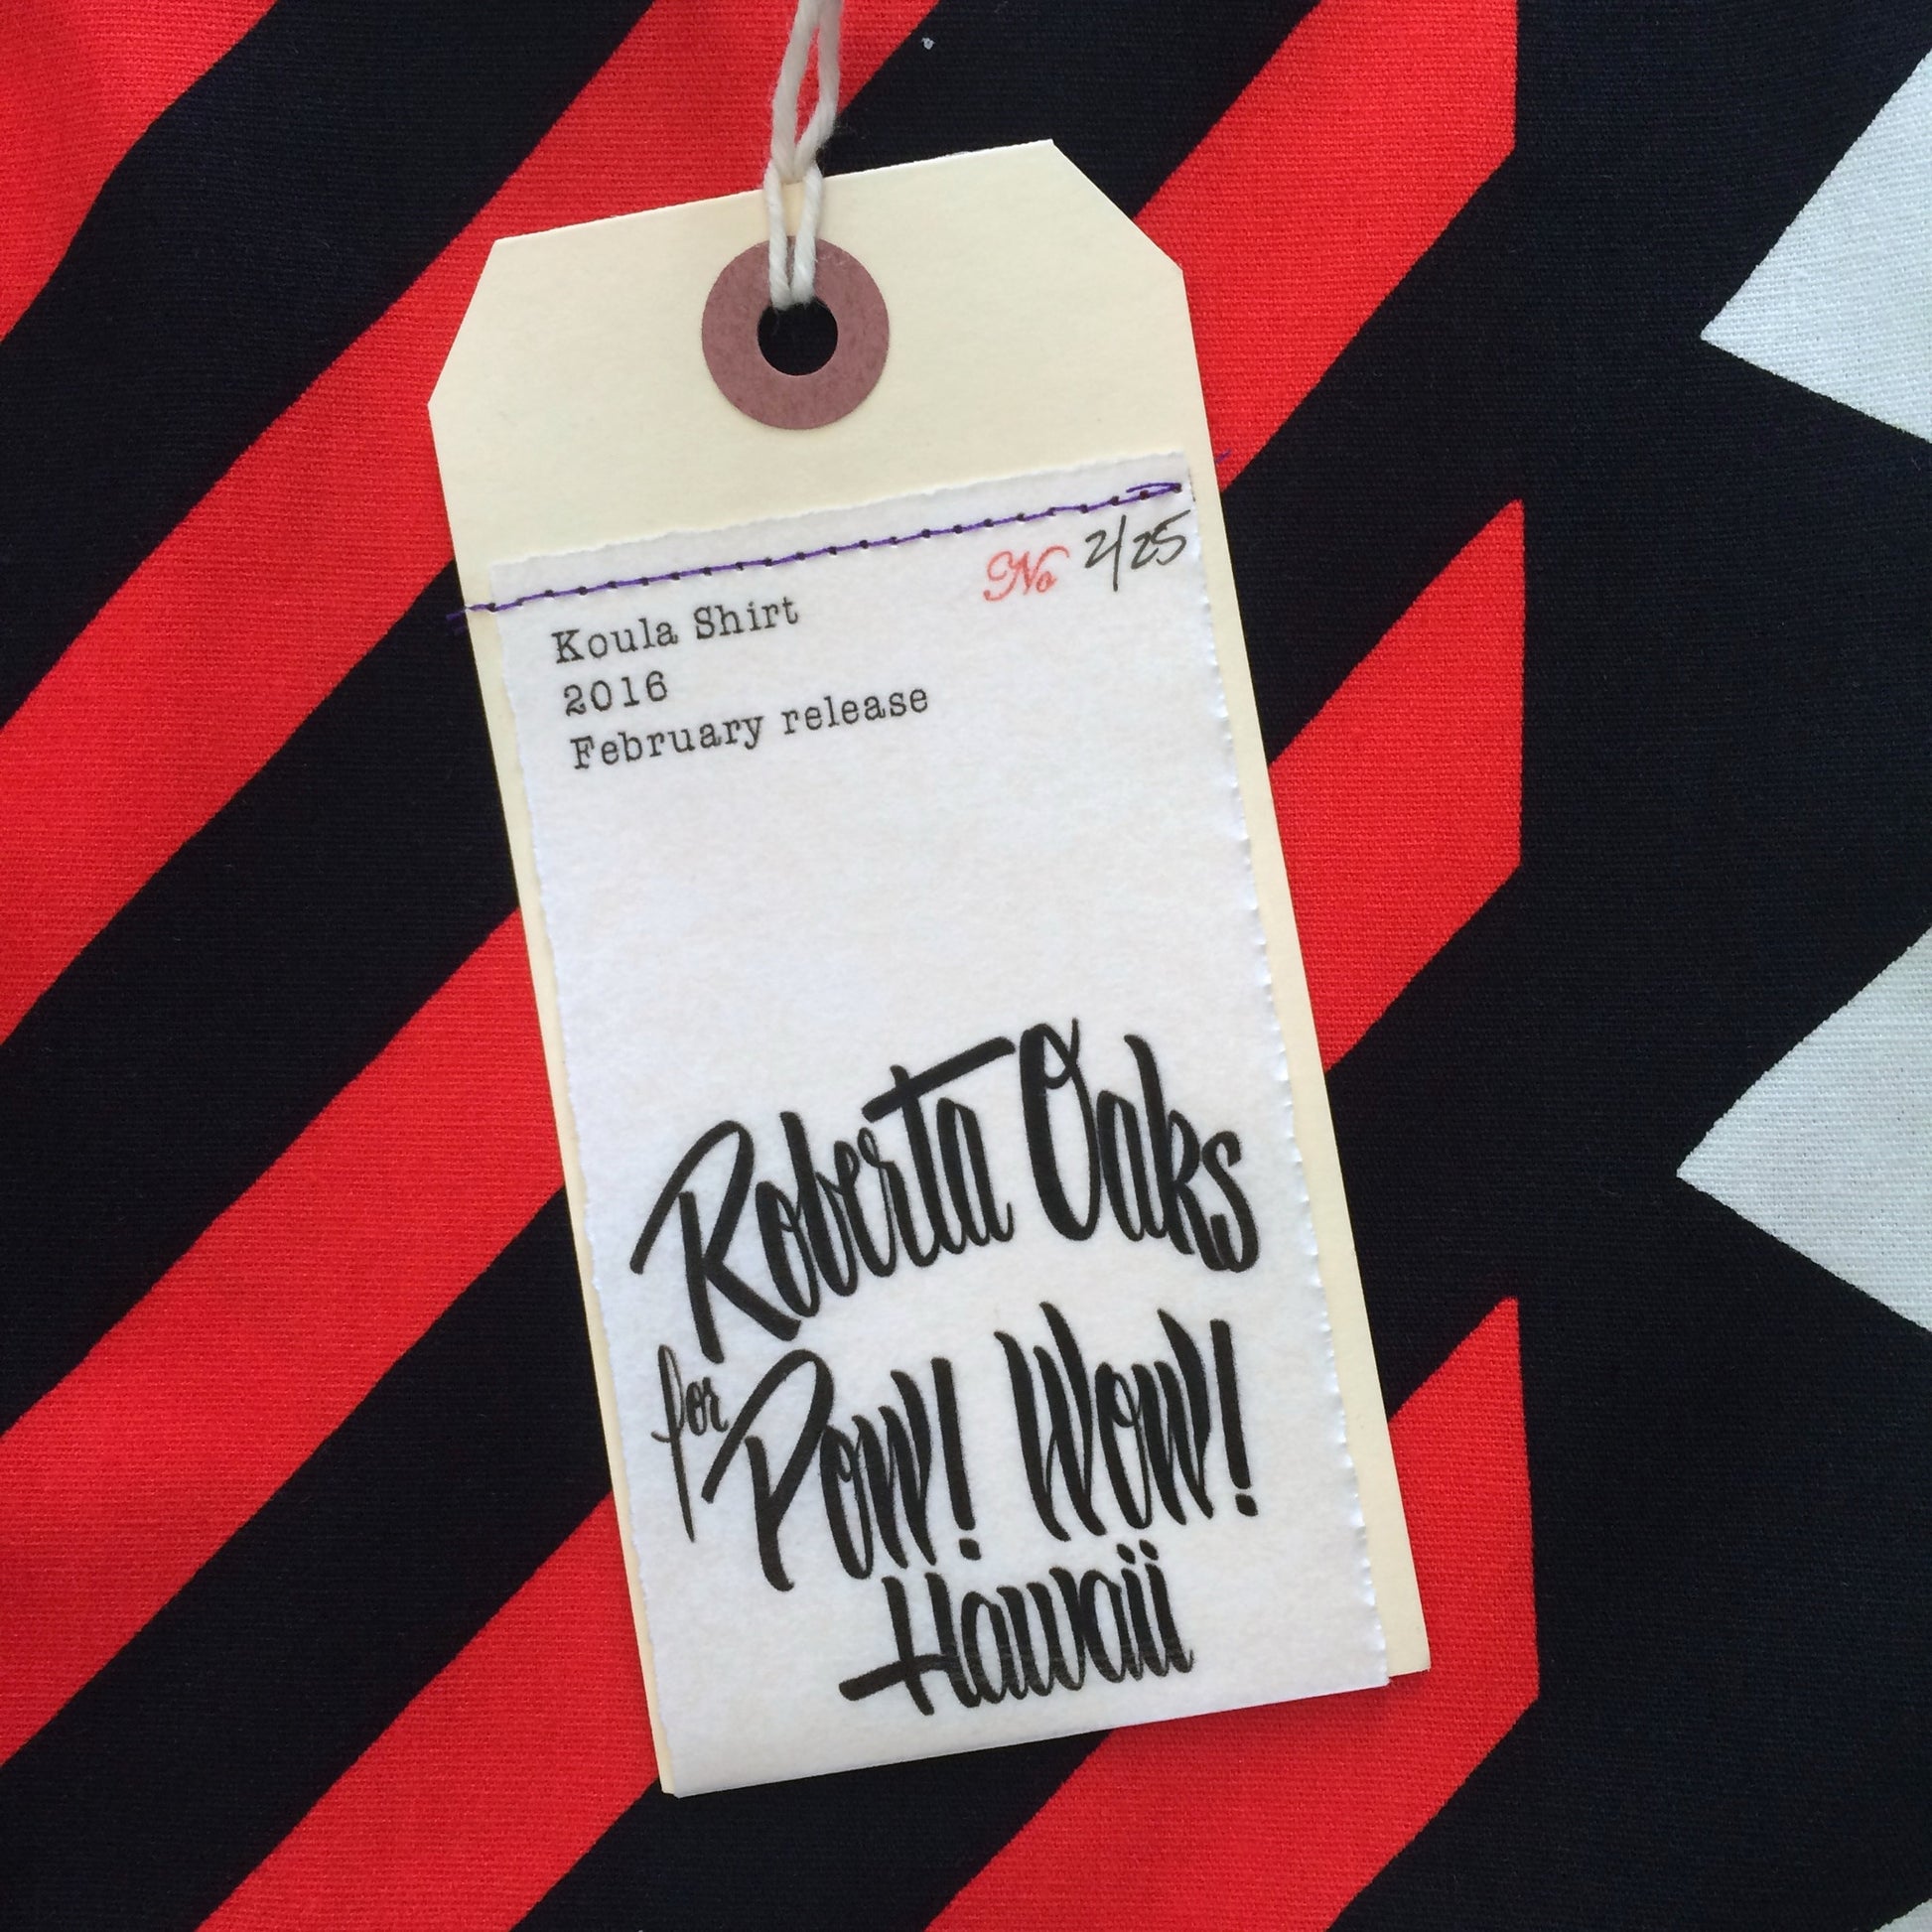 No 2/25
Koula Shirt
2016
February release
Roberta Oaks
for Pow! Wow!
Hawaii